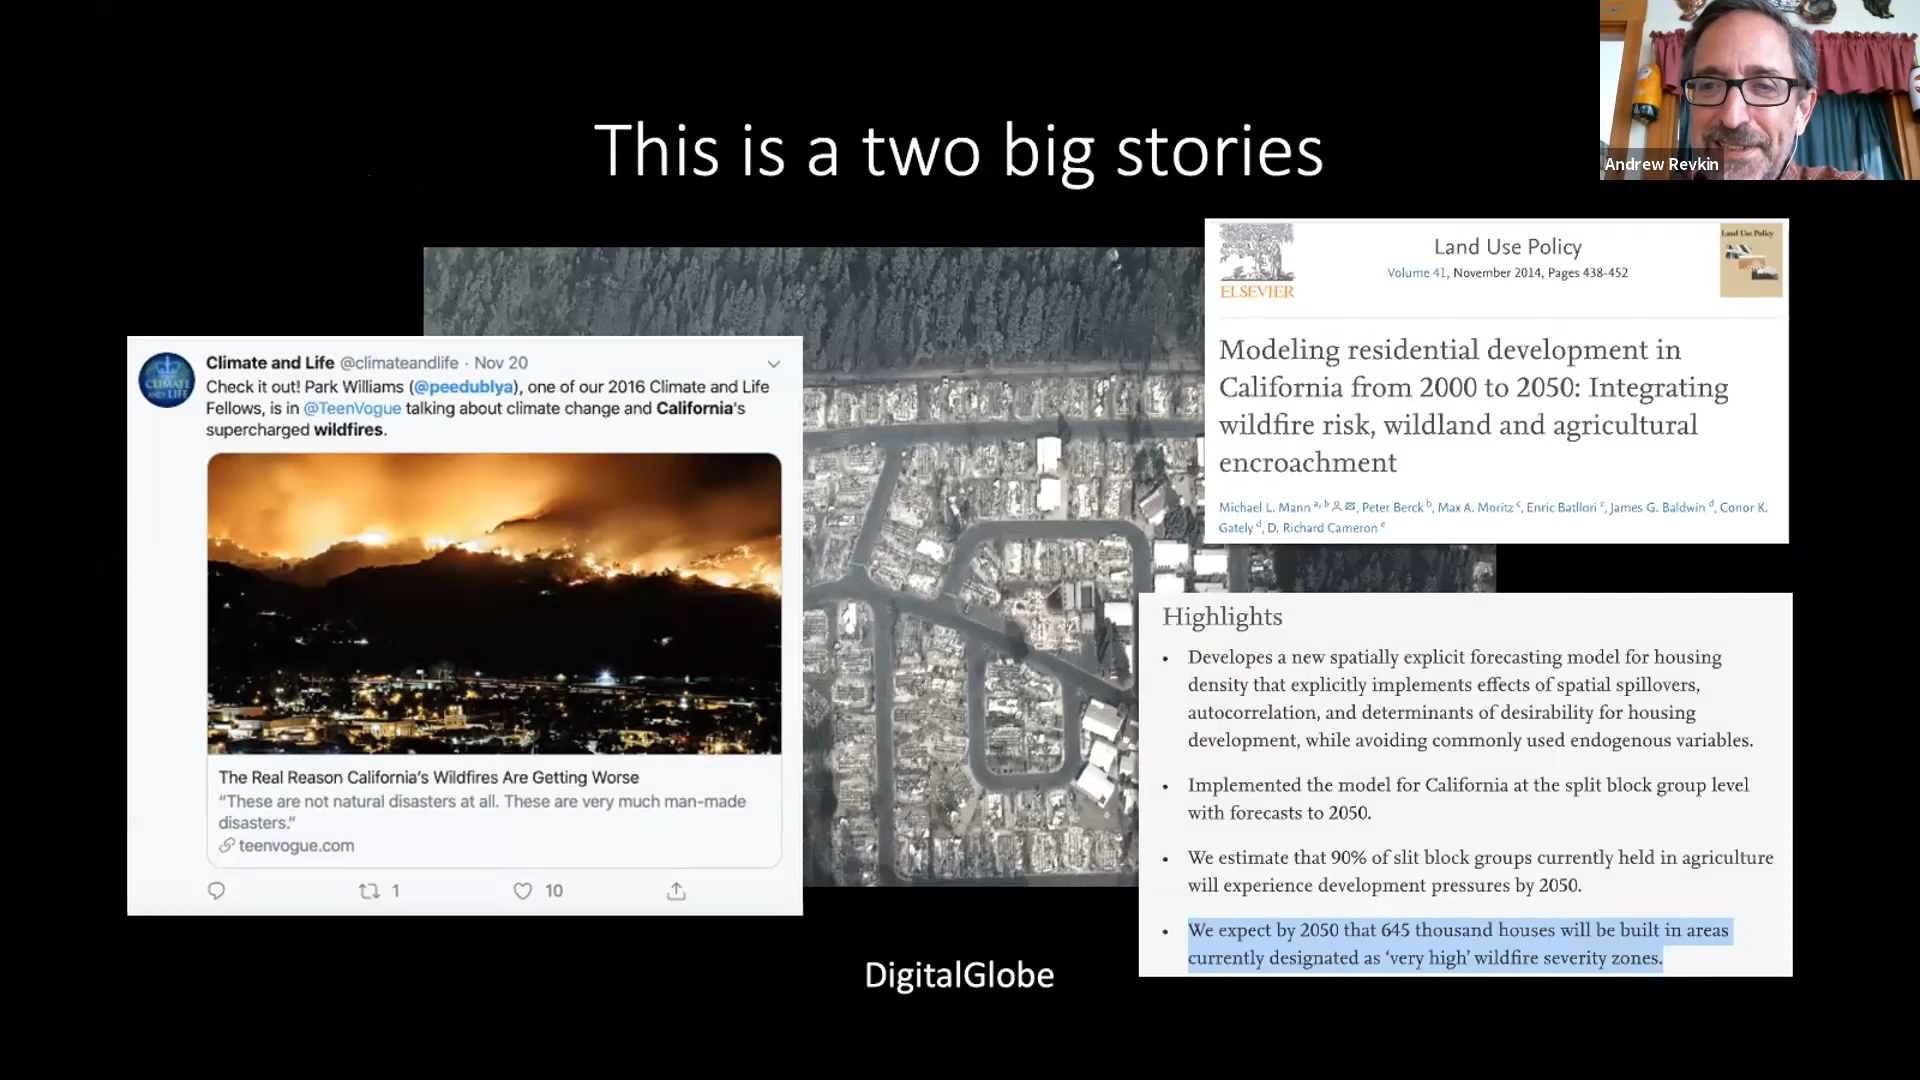 This is a two big stories
Andrew Revkin
Climate and Life @climateandlife · Nov 20
Check it out! Park Williams (@peedublya), one of our 2016 Climate and Life
Fellows, is in @TeenVogue talking about climate change and California's
supercharged wildfires.
CLIMATE
AND LIFE
The Real Reason California's Wildfires Are Getting Worse
"These are not natural disasters at all. These are very much man-made
disasters."
teenvogue.com
1
10
DigitalGlobe
ELSEVIER
Land Use Policy
Volume 41, November 2014, Pages 438-452
Land Use Policy
Modeling residential development in
California from 2000 to 2050: Integrating
wildfire risk, wildland and agricultural
encroachment
Michael L. Mann a, b, Peter Berck b, Max A. Moritz c, Enric Batllori c, James G. Baldwin d, Conor K.
Gately d, D. Richard Cameron e
Highlights
• Developes a new spatially explicit forecasting model for housing
density that explicitly implements effects of spatial spillovers,
autocorrelation, and determinants of desirability for housing
development, while avoiding commonly used endogenous variables.
• Implemented the model for California at the split block group level
with forecasts to 2050.
• We estimate that 90% of slit block groups currently held in agriculture
will experience development pressures by 2050.
• We expect by 2050 that 645 thousand houses will be built in areas
currently designated as 'very high' wildfire severity zones.